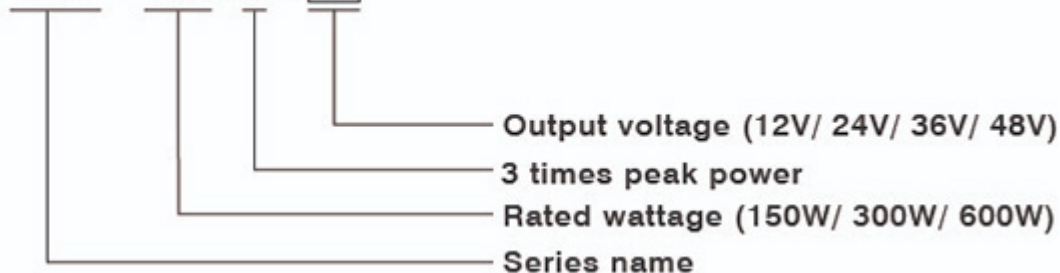 Output voltage (12V/ 24V/ 36V/ 48V)
3 times peak power
Rated wattage (150W/ 300W/ 600W)
Series name